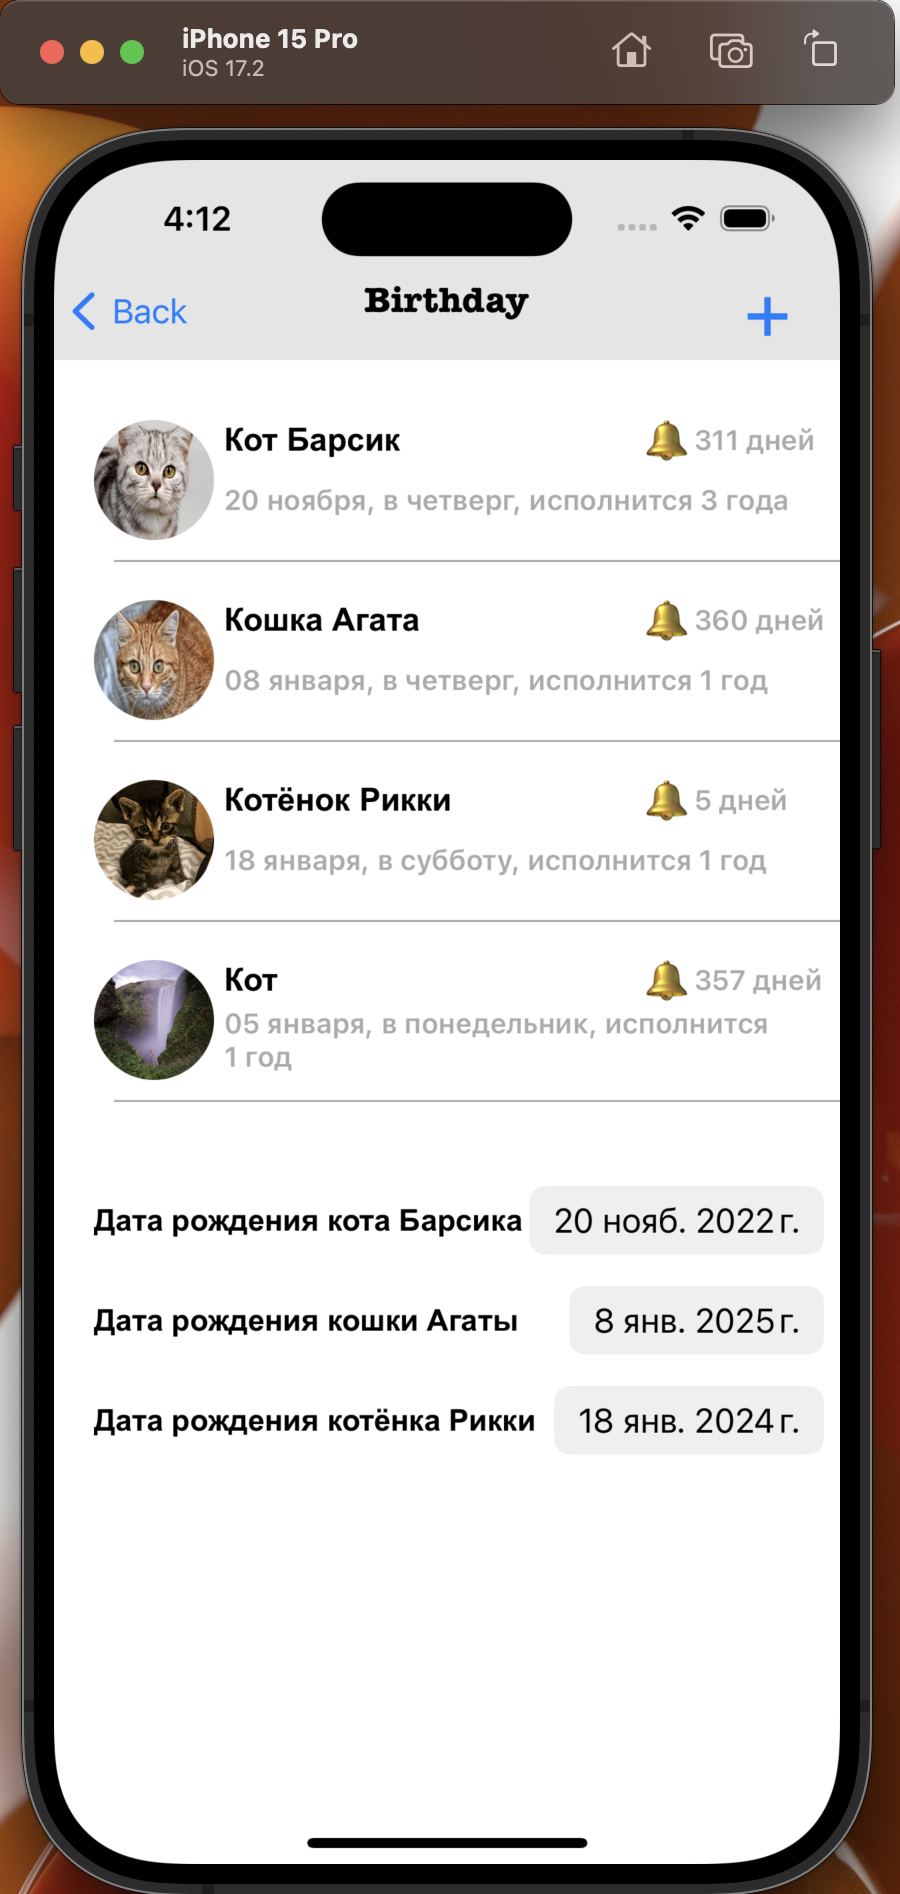 iPhone 15 Pro
iOS 17.2
4:12
Back
Birthday
Кот Барсик
311 дней
20 ноября, в четверг, исполнится 3 года
Кошка Агата
360 дней
08 января, в четверг, исполнится 1 год
Котёнок Рикки
5 дней
18 января, в субботу, исполнится 1 год
Кот
357 дней
05 января, в понедельник, исполнится
1 год
Дата рождения кота Барсика
20 нояб. 2022 г.
Дата рождения кошки Агаты
8 янв. 2025 г.
Дата рождения котёнка Рикки
18 янв. 2024 г.